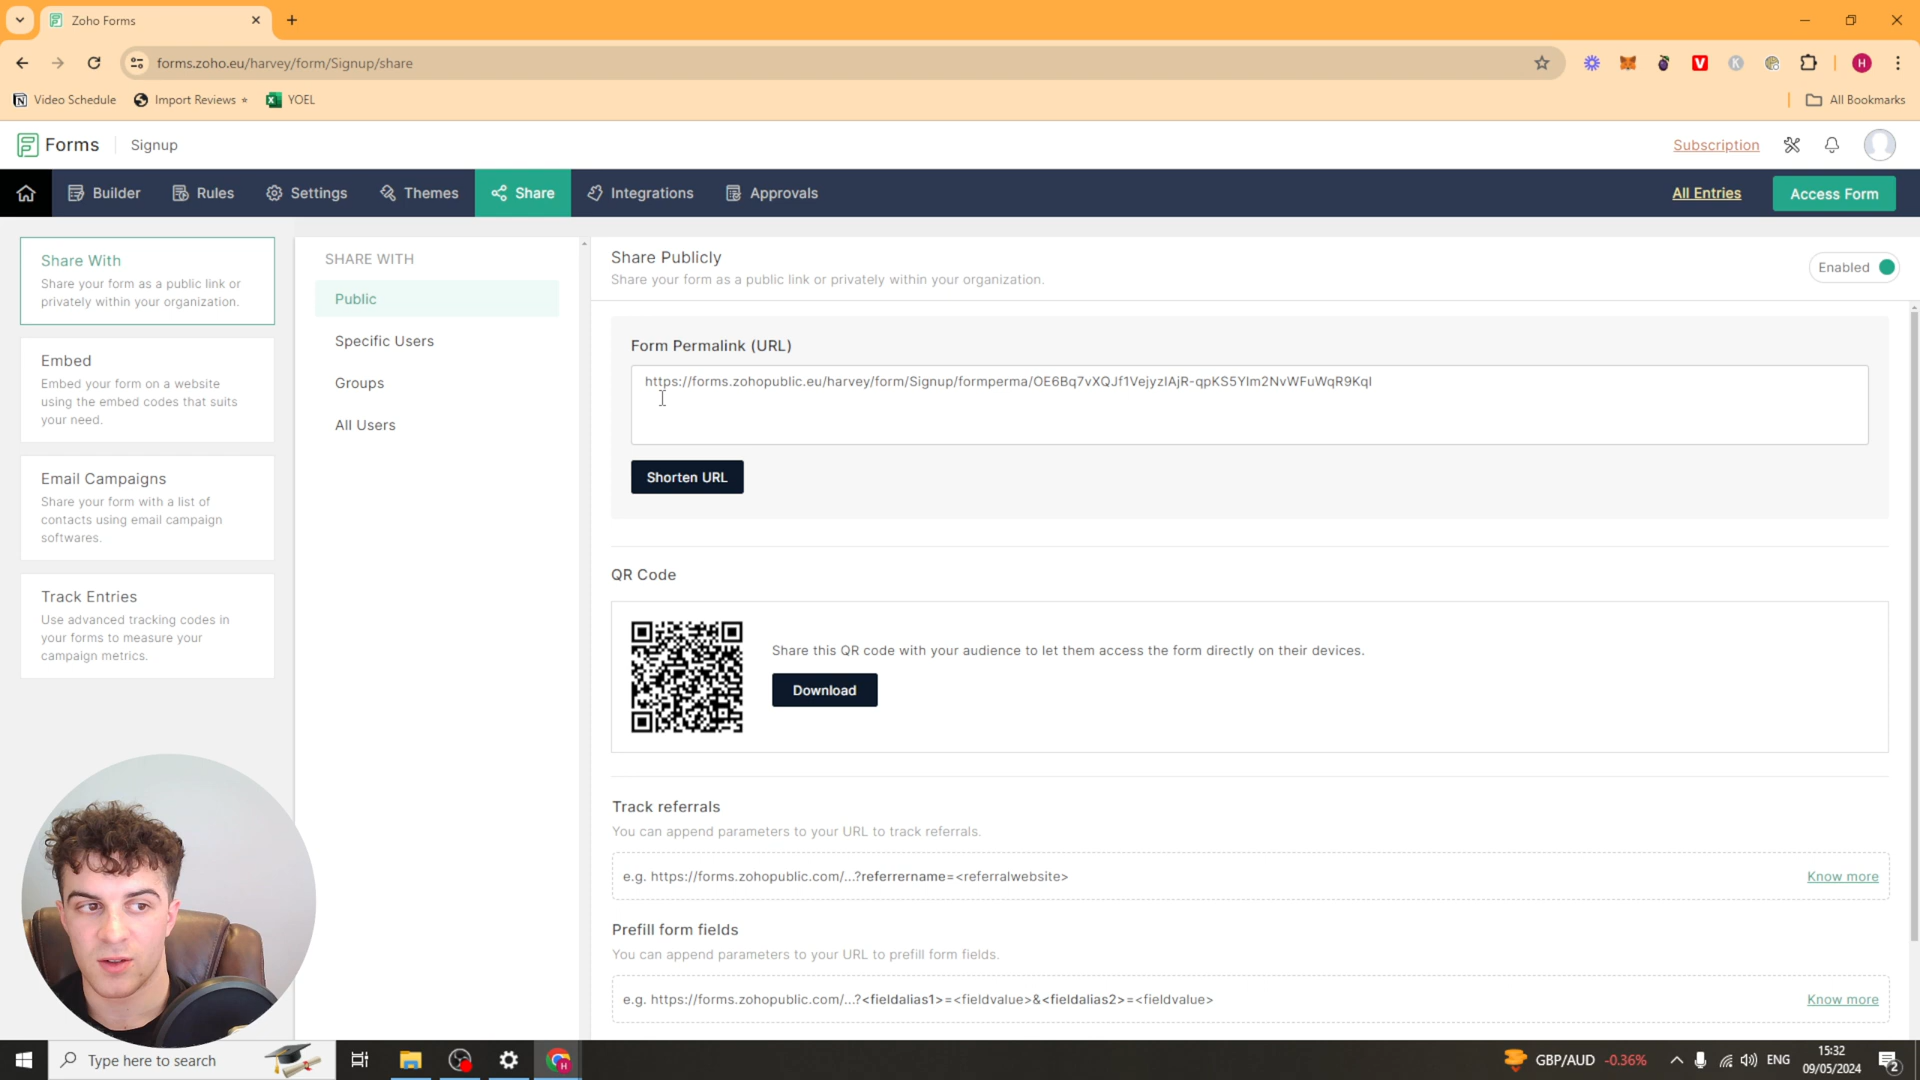 Zoho Forms
forms.zoho.eu/harvey/form/Signup/share
Video Schedule
Import Reviews
YOEL
All Bookmarks
Forms
Signup
Subscription
Builder
Rules
Settings
Themes
Share
Integrations
Approvals
All Entries
Access Form
Share With
Share your form as a public link or
privately within your organization.
Embed
Embed your form on a website
using the embed codes that suits
your need.
Email Campaigns
Share your form with a list of
contacts using email campaign
softwares.
Track Entries
Use advanced tracking codes in
your forms to measure your
campaign metrics.
SHARE WITH
Public
Specific Users
Groups
All Users
Share Publicly
Share your form as a public link or privately within your organization.
Enabled
Form Permalink (URL)
https://forms.zohopublic.eu/harvey/form/Signup/formperma/OE6Bq7vXQJf1VejyzIAjR-qpKS5YIm2NvWFuWqR9KqI
Shorten URL
QR Code
Share this QR code with your audience to let them access the form directly on their devices.
Download
Track referrals
You can append parameters to your URL to track referrals.
e.g. https://forms.zohopublic.com/...?referrername=<referralwebsite>
Know more
Prefill form fields
You can append parameters to your URL to prefill form fields.
e.g. https://forms.zohopublic.com/...?<fieldalias1>=<fieldvalue>&<fieldalias2>=<fieldvalue>
Know more
Type here to search
GBP/AUD -0.36%
ENG
15:32
09/05/2024
2